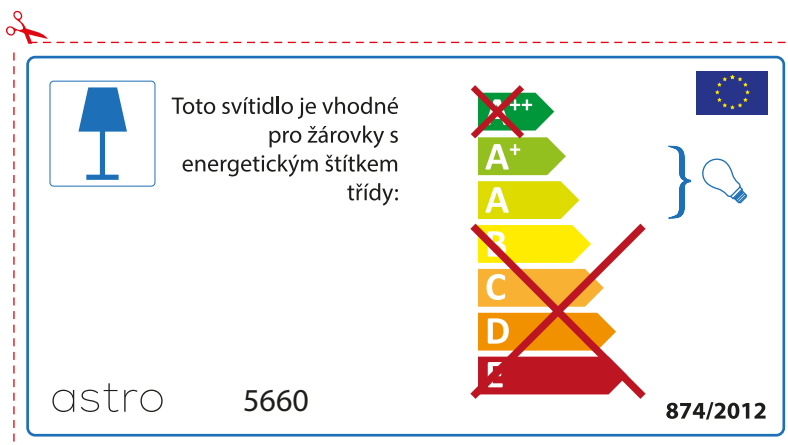 Toto svítidlo je vhodné
pro žárovky s
energetickým štítkem
třídy:
A++
A+
A
B
C
D
E
astro
5660
874/2012